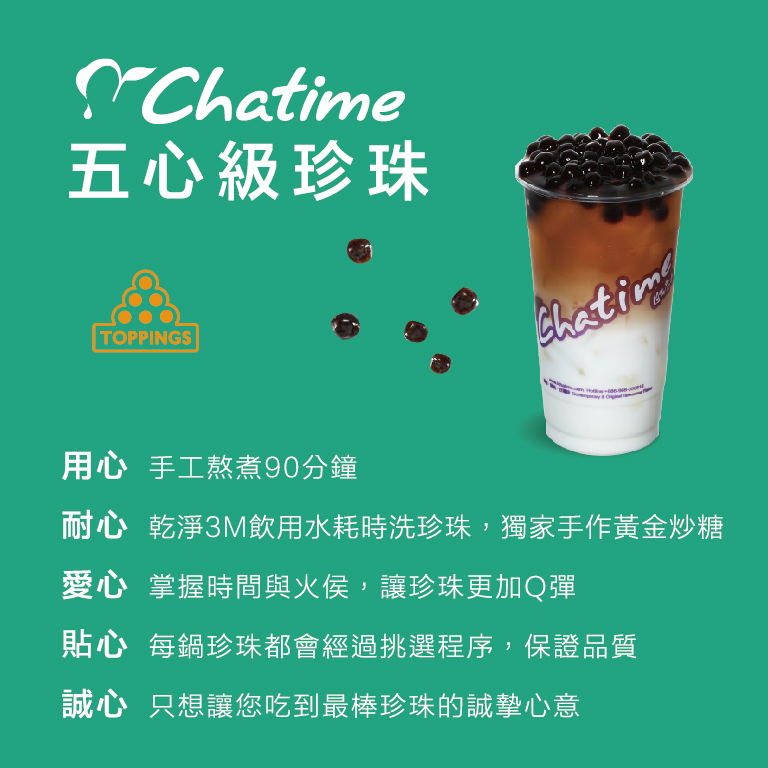 Chatime
五心級珍珠
TOPPINGS
Chatime
用心 手工熬煮90分鐘
耐心 乾淨3M飲用水耗時洗珍珠，獨家手作黃金炒糖
愛心 掌握時間與火侯，讓珍珠更加Q彈
貼心 每鍋珍珠都會經過挑選程序，保證品質
誠心 只想讓您吃到最棒珍珠的誠摯心意